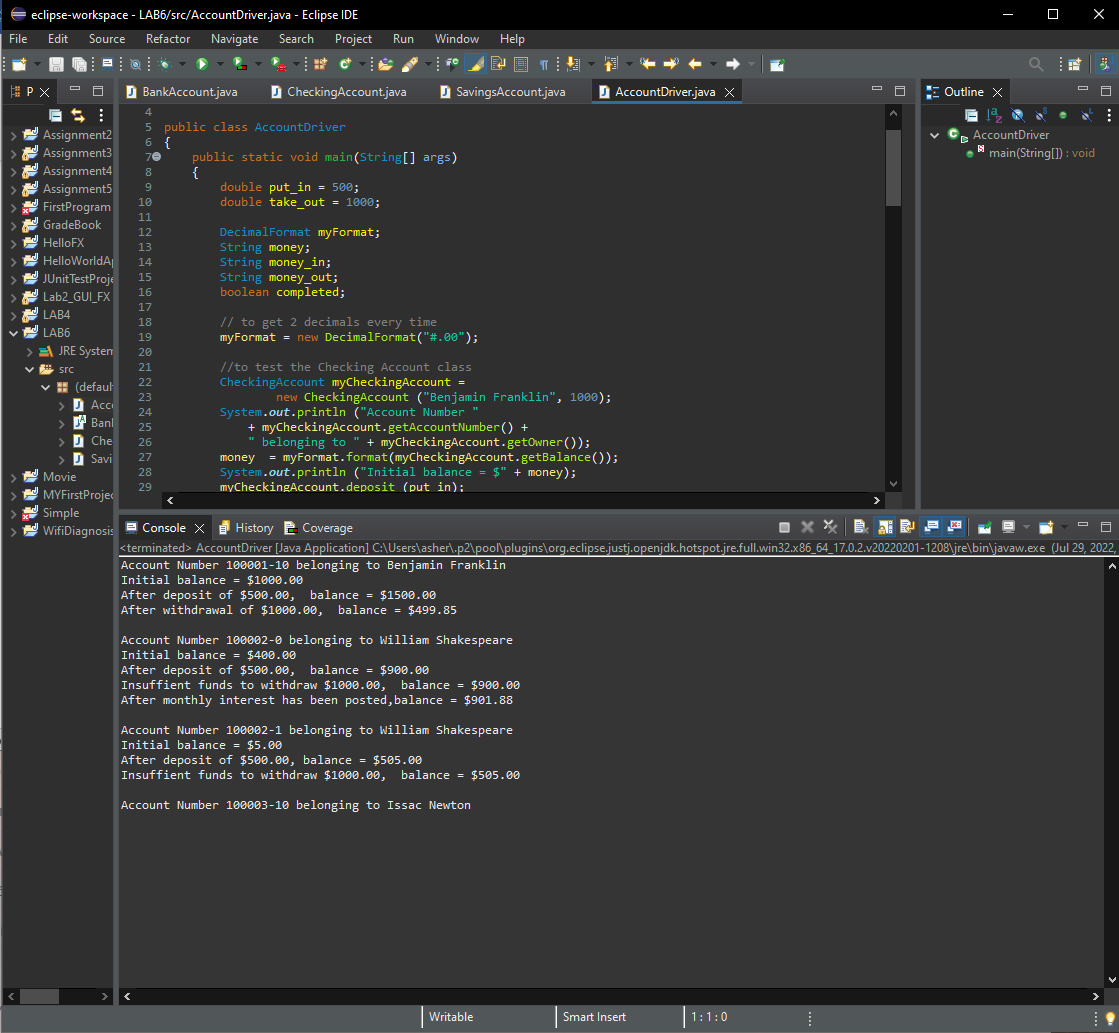 eclipse-workspace - LAB6/src/AccountDriver.java - Eclipse IDE
File Edit Source Refactor Navigate Search Project Run Window Help
P
BankAccount.java CheckingAccount.java SavingsAccount.java AccountDriver.java
Outline
Assignment2
Assignment3
Assignment4
Assignment5
FirstProgram
GradeBook
HelloFX
HelloWorldAp
JUnitTestProje
Lab2_GUI_FX
LAB4
LAB6
JRE System
src
(defaul
Acco
Bank
Che
Savi
Movie
MYFirstProjec
Simple
WifiDiagnosis
4
5 public class AccountDriver
6 {
7 public static void main(String[] args)
8 {
9 double put_in = 500;
10 double take_out = 1000;
11
12 DecimalFormat myFormat;
13 String money;
14 String money_in;
15 String money_out;
16 boolean completed;
17
18 // to get 2 decimals every time
19 myFormat = new DecimalFormat("#.00");
20
21 //to test the Checking Account class
22 CheckingAccount myCheckingAccount =
23 new CheckingAccount ("Benjamin Franklin", 1000);
24 System.out.println ("Account Number "
25 + myCheckingAccount.getAccountNumber() +
26 " belonging to " + myCheckingAccount.getOwner());
27 money  = myFormat.format(myCheckingAccount.getBalance());
28 System.out.println ("Initial balance = $" + money);
29 myCheckingAccount.deposit (put_in);
AccountDriver
main(String[]) : void
Console History Coverage
<terminated> AccountDriver [Java Application] C:\Users\asher\.p2\pool\plugins\org.eclipse.justj.openjdk.hotspot.jre.full.win32.x86_64_17.0.2.v20220201-1208\jre\bin\javaw.exe (Jul 29, 2022,
Account Number 100001-10 belonging to Benjamin Franklin
Initial balance = $1000.00
After deposit of $500.00,  balance = $1500.00
After withdrawal of $1000.00,  balance = $499.85
Account Number 100002-0 belonging to William Shakespeare
Initial balance = $400.00
After deposit of $500.00,  balance = $900.00
Insuffient funds to withdraw $1000.00,  balance = $900.00
After monthly interest has been posted,balance = $901.88
Account Number 100002-1 belonging to William Shakespeare
Initial balance = $5.00
After deposit of $500.00, balance = $505.00
Insuffient funds to withdraw $1000.00,  balance = $505.00
Account Number 100003-10 belonging to Issac Newton
Writable Smart Insert 1 : 1 : 0